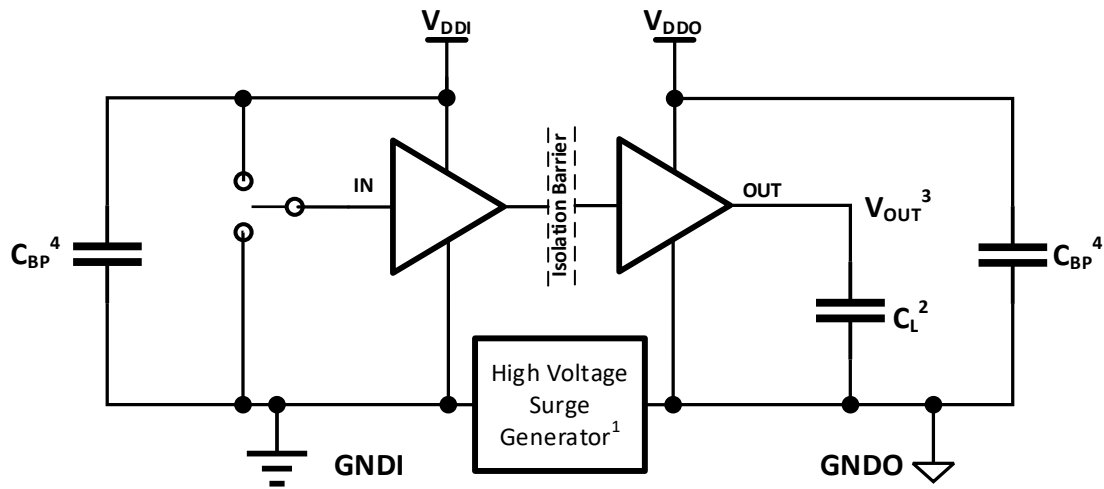 VDDI
VDDO
IN
Isolation Barrier
OUT
VOUT3
CBP4
CBP4
CL2
High Voltage
Surge
Generator1
GNDI
GNDO